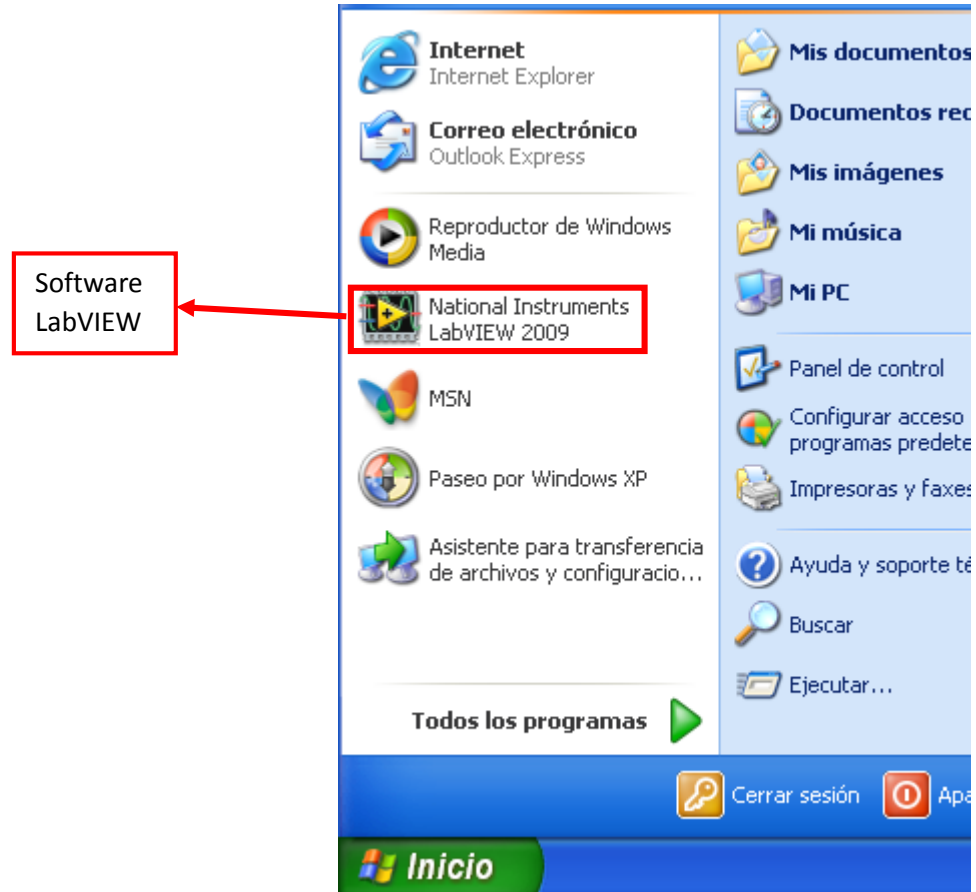 Software
LabVIEW
Internet
Internet Explorer
Correo electrónico
Outlook Express
Reproductor de Windows
Media
National Instruments
LabVIEW 2009
MSN
Paseo por Windows XP
Asistente para transferencia
de archivos y configuracio...
Todos los programas
Mis documentos
Documentos rec
Mis imágenes
Mi música
Mi PC
Panel de control
Configurar acceso
programas predete
Impresoras y faxes
Ayuda y soporte té
Buscar
Ejecutar...
Cerrar sesión
Apa
Inicio